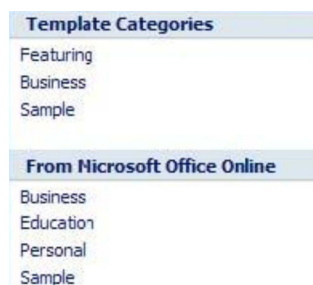 Template Categories
Featuring
Business
Sample
From Microsoft Office Online
Business
Education
Personal
Sample